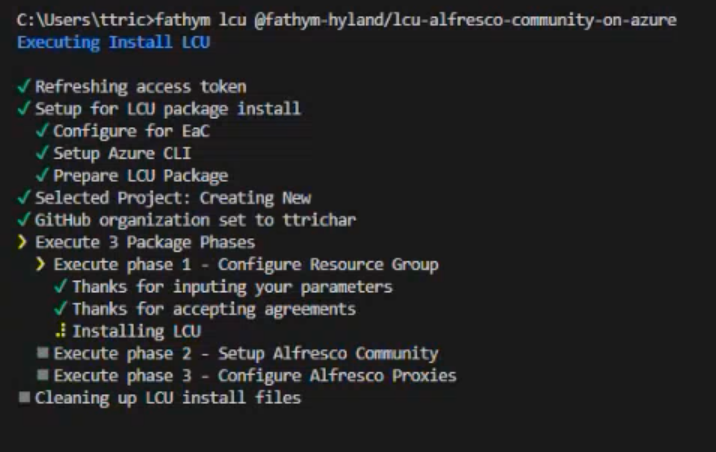 C:\Users\ttric>fathym lcu @fathym-hyland/lcu-alfresco-community-on-azure
Executing Install LCU
✓ Refreshing access token
✓ Setup for LCU package install
✓ Configure for EaC
✓ Setup Azure CLI
✓ Prepare LCU Package
✓ Selected Project: Creating New
✓ GitHub organization set to ttrichar
❯ Execute 3 Package Phases
❯ Execute phase 1 - Configure Resource Group
✓ Thanks for inputing your parameters
✓ Thanks for accepting agreements
⠼ Installing LCU
■ Execute phase 2 - Setup Alfresco Community
■ Execute phase 3 - Configure Alfresco Proxies
■ Cleaning up LCU install files